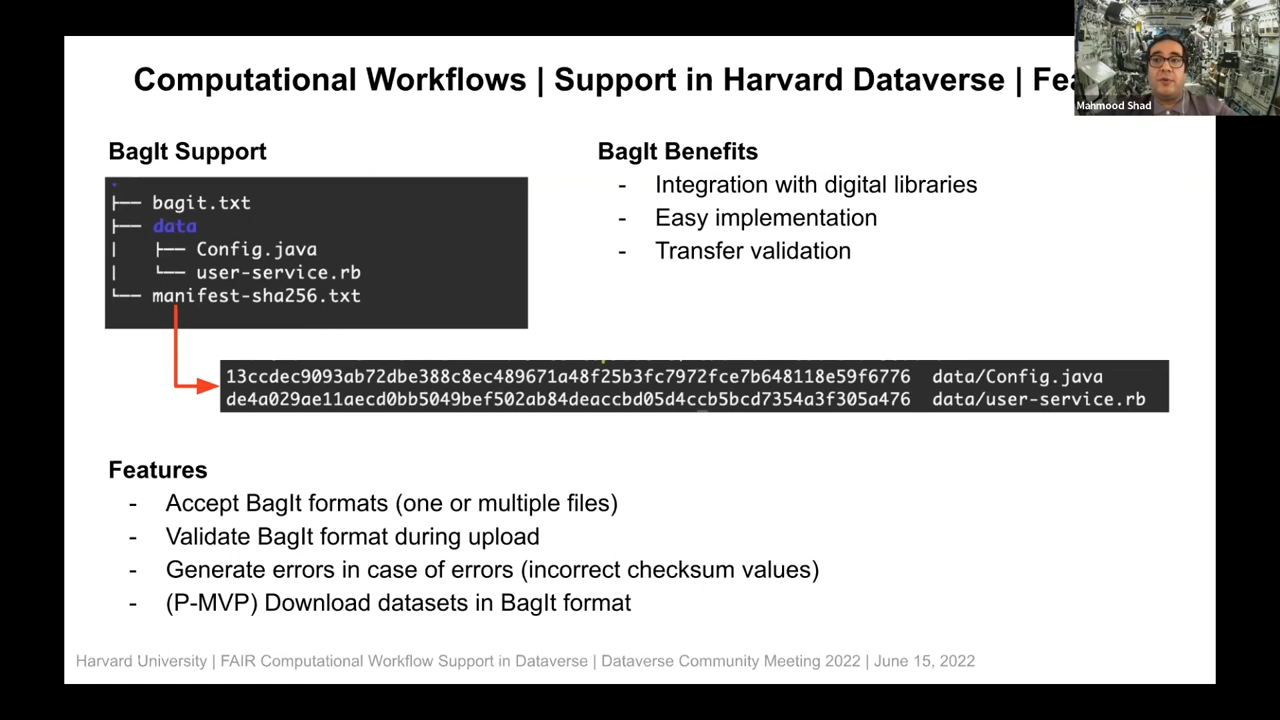 Computational Workflows | Support in Harvard Dataverse |
Mahmood Shad
BagIt Support
.
├── bagit.txt
├── data
│   ├── Config.java
│   └── user-service.rb
└── manifest-sha256.txt
BagIt Benefits
- Integration with digital libraries
- Easy implementation
- Transfer validation
13ccdec9093ab72dbe388c8ec489671a48f25b3fc7972fce7b648118e59f6776  data/Config.java
de4a029ae11aecd0bb5049bef502ab84deaccbd05d4ccb5bcd7354a3f305a476  data/user-service.rb
Features
- Accept BagIt formats (one or multiple files)
- Validate BagIt format during upload
- Generate errors in case of errors (incorrect checksum values)
- (P-MVP) Download datasets in BagIt format
Harvard University | FAIR Computational Workflow Support in Dataverse | Dataverse Community Meeting 2022 | June 15, 2022